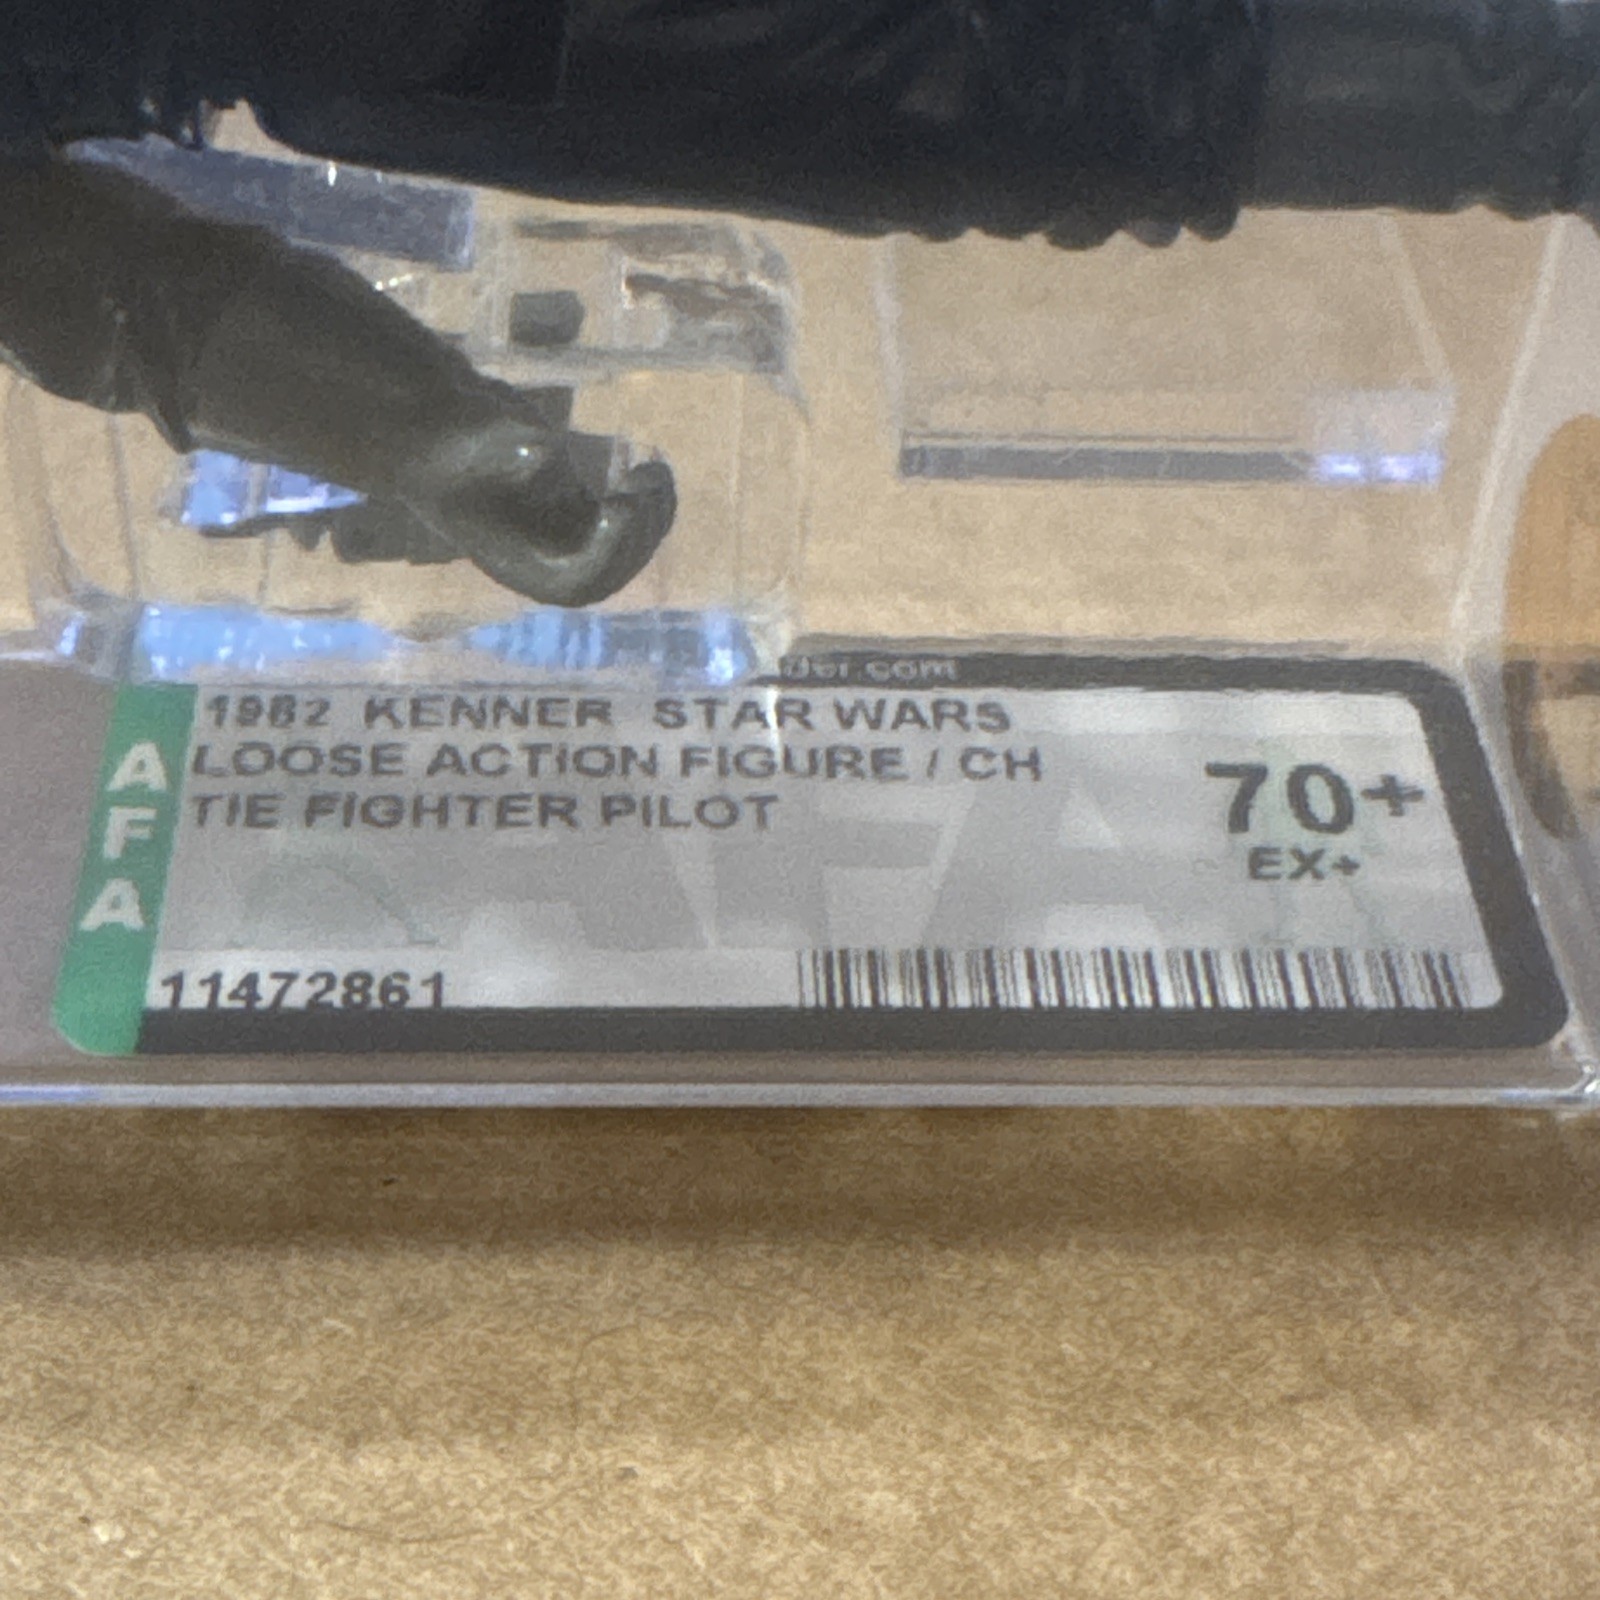 1982 KENNER STAR WARS
LOOSE ACTION FIGURE / CH
TIE FIGHTER PILOT
70+
EX+
AFA
11472861